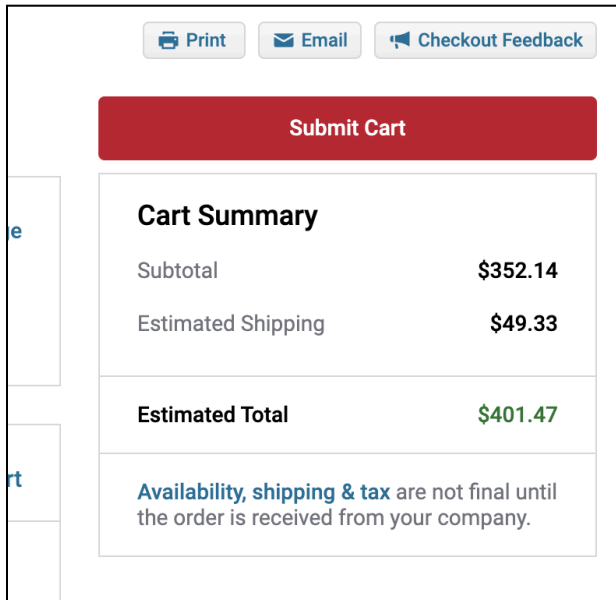 Print Email Checkout Feedback
Submit Cart
Cart Summary
Subtotal $352.14
Estimated Shipping $49.33
Estimated Total $401.47
Availability, shipping & tax are not final until
the order is received from your company.